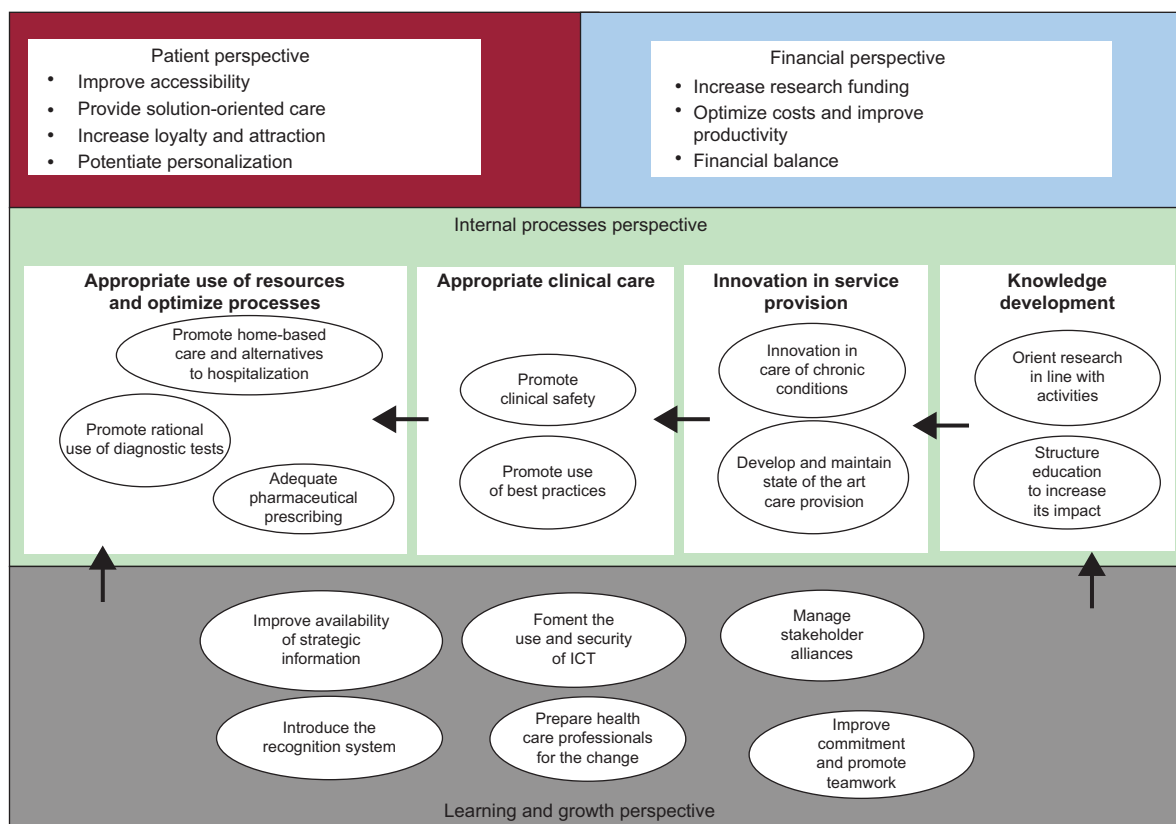 Patient perspective
• Improve accessibility
• Provide solution-oriented care
• Increase loyalty and attraction
• Potentiate personalization
Financial perspective
• Increase research funding
• Optimize costs and improve
productivity
• Financial balance
Internal processes perspective
Appropriate use of resources
and optimize processes
Promote home-based
care and alternatives
to hospitalization
Promote rational
use of diagnostic tests
Adequate
pharmaceutical
prescribing
Appropriate clinical care
Promote
clinical safety
Promote use
of best practices
Innovation in service
provision
Innovation in
care of chronic
conditions
Develop and maintain
state of the art
care provision
Knowledge
development
Orient research
in line with
activities
Structure
education
to increase
its impact
Improve availability
of strategic
information
Foment the
use and security
of ICT
Manage
stakeholder
alliances
Introduce the
recognition system
Prepare health
care professionals
for the change
Improve
commitment
and promote
teamwork
Learning and growth perspective